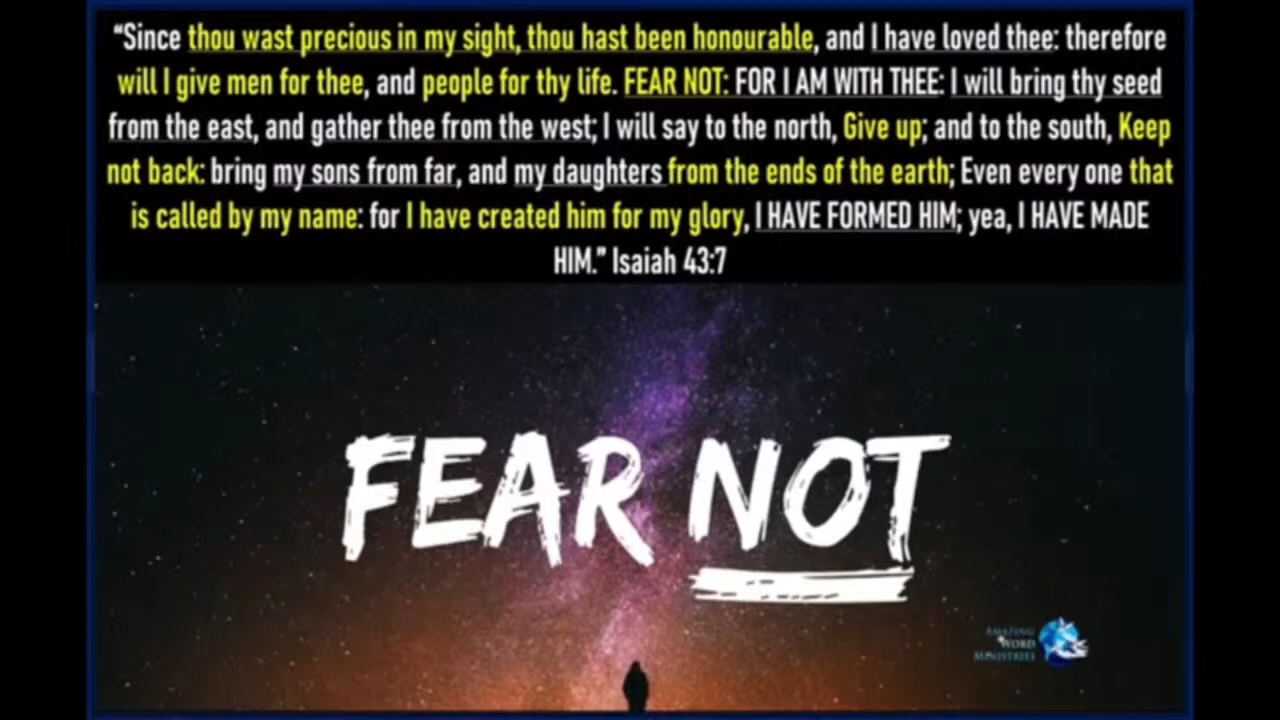 “Since thou wast precious in my sight, thou hast been honourable, and I have loved thee: therefore
will I give men for thee, and people for thy life. FEAR NOT: FOR I AM WITH THEE: I will bring thy seed
from the east, and gather thee from the west; I will say to the north, Give up; and to the south, Keep
not back: bring my sons from far, and my daughters from the ends of the earth; Even every one that
is called by my name: for I have created him for my glory, I HAVE FORMED HIM; yea, I HAVE MADE
HIM.” Isaiah 43:7
FEAR NOT
AMAZING
WORD
MINISTRIES